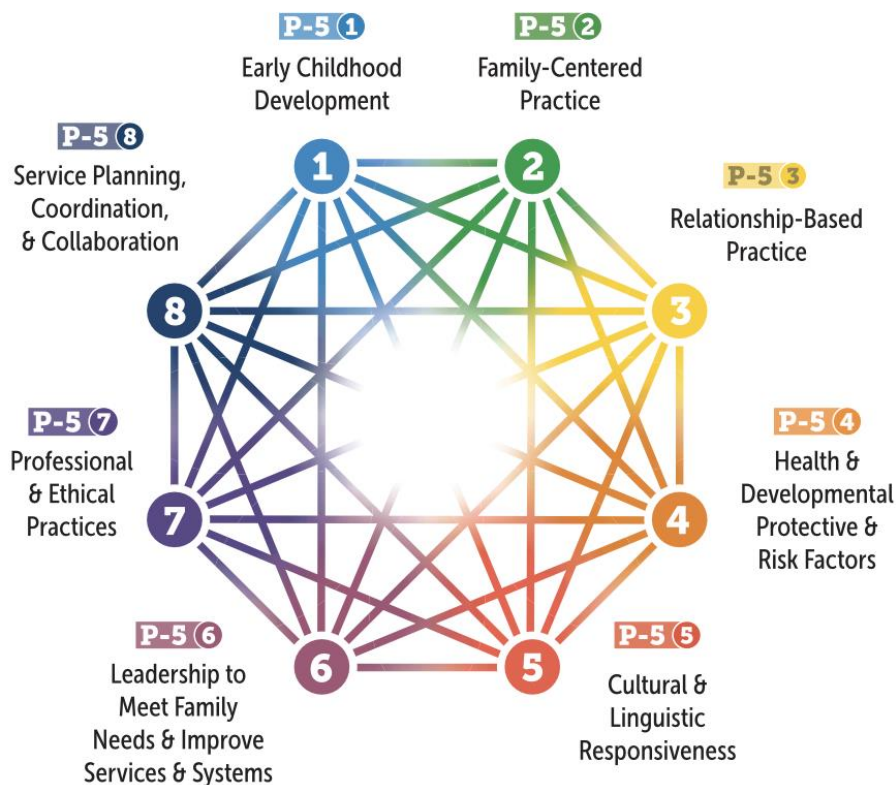 P-5 1
Early Childhood
Development
P-5 2
Family-Centered
Practice
P-5 8
Service Planning,
Coordination,
& Collaboration
P-5 3
Relationship-Based
Practice
1
2
8
3
7
4
6
5
P-5 7
Professional
& Ethical
Practices
P-5 4
Health &
Developmental
Protective &
Risk Factors
P-5 6
Leadership to
Meet Family
Needs & Improve
Services & Systems
P-5 5
Cultural &
Linguistic
Responsiveness